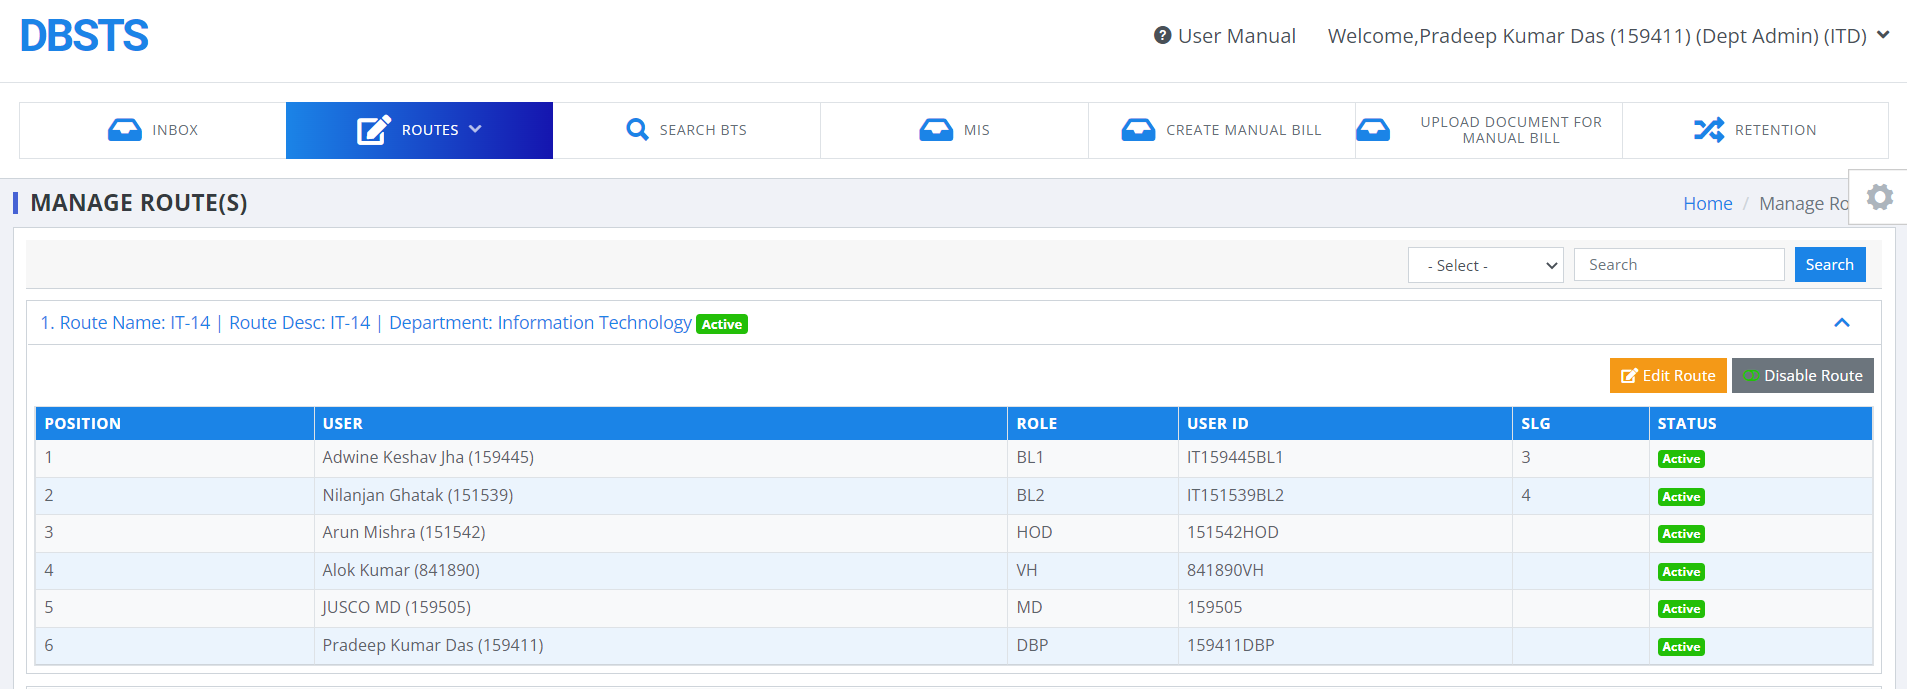 DBSTS
User Manual Welcome,Pradeep Kumar Das (159411) (Dept Admin) (ITD)
INBOX ROUTES SEARCH BTS MIS CREATE MANUAL BILL UPLOAD DOCUMENT FOR MANUAL BILL RETENTION
MANAGE ROUTE(S) Home / Manage Ro
- Select - Search Search
1. Route Name: IT-14 | Route Desc: IT-14 | Department: Information Technology Active
Edit Route Disable Route
POSITION USER ROLE USER ID SLG STATUS
1 Adwine Keshav Jha (159445) BL1 IT159445BL1 3 Active
2 Nilanjan Ghatak (151539) BL2 IT151539BL2 4 Active
3 Arun Mishra (151542) HOD 151542HOD Active
4 Alok Kumar (841890) VH 841890VH Active
5 JUSCO MD (159505) MD 159505 Active
6 Pradeep Kumar Das (159411) DBP 159411DBP Active